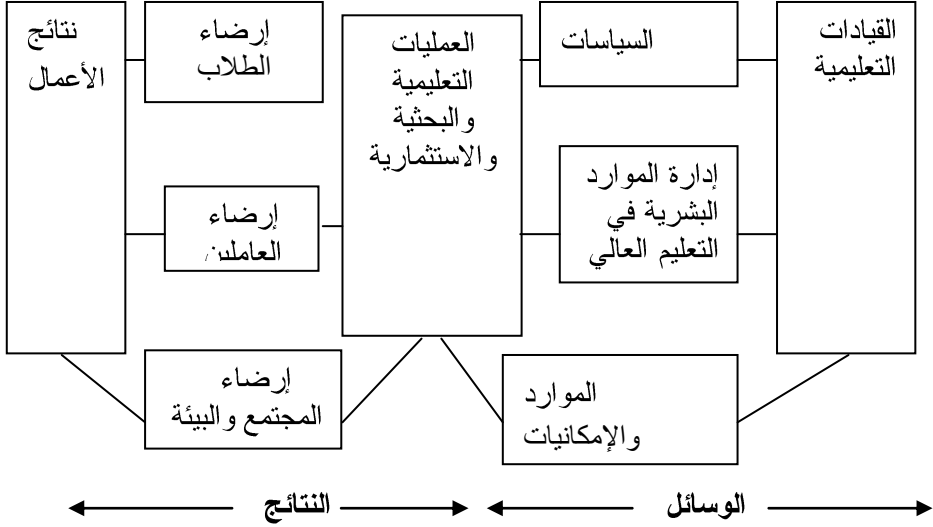 القيادات
التعليمية
السياسات
إدارة الموارد
البشرية في
التعليم العالي
الموارد
والإمكانيات
العمليات
التعليمية
والبحثية
والاستثمارية
إرضاء
الطلاب
إرضاء
العاملين
إرضاء
المجتمع والبيئة
نتائج
الأعمال
الوسائل
النتائج